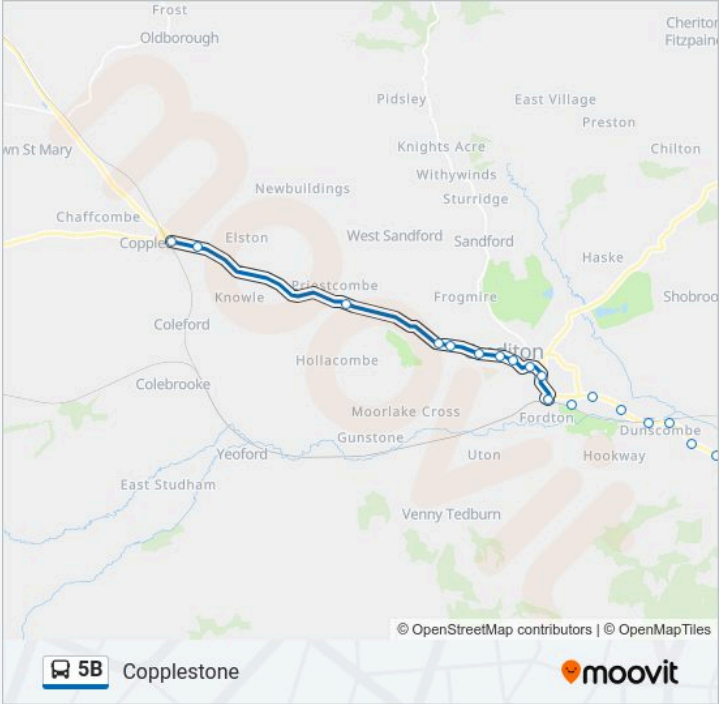 Frost
Oldborough
Cheriton
Fitzpaine
Pidsley
East Village
Preston
Knights Acre
Chilton
wn St Mary
Withywinds
Newbuildings
Sturridge
Chaffcombe
Elston
West Sandford
Sandford
Copple
Haske
Priestcombe
Knowle
Frogmire
Shobroo
Coleford
diton
Hollacombe
Colebrooke
Moorlake Cross
Fordton
Gunstone
Dunscombe
Yeoford
Uton
Hookway
East Studham
Venny Tedburn
moovit
© OpenStreetMap contributors | © OpenMapTiles
5B Copplestone
moovit